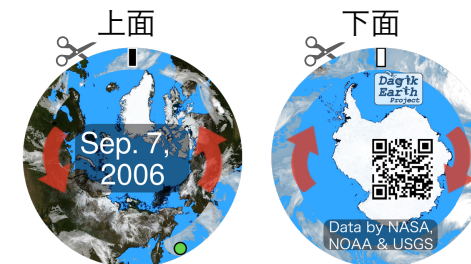 上面
下面
Sep. 7,
2006
Dagik
Earth
Project
Data by NASA,
NOAA & USGS